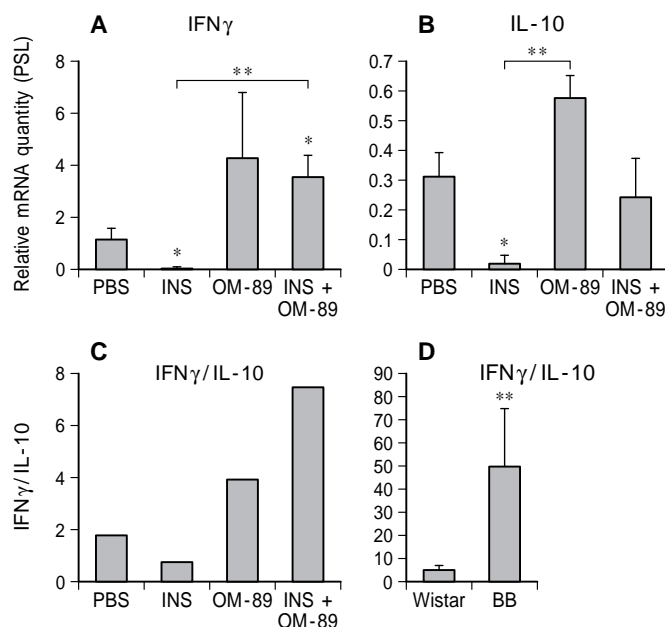 A
IFNγ
Relative mRNA quantity (PSL)
8
6
4
2
0
**
*
*
PBS
INS
OM-89
INS +
OM-89
B
IL-10
0.7
0.6
0.5
0.4
0.3
0.2
0.1
0
**
*
PBS
INS
OM-89
INS +
OM-89
C
IFNγ/IL-10
IFNγ/IL-10
8
6
4
2
0
PBS
INS
OM-89
INS +
OM-89
D
IFNγ/IL-10
90
80
70
60
50
40
30
20
10
0
**
Wistar
BB